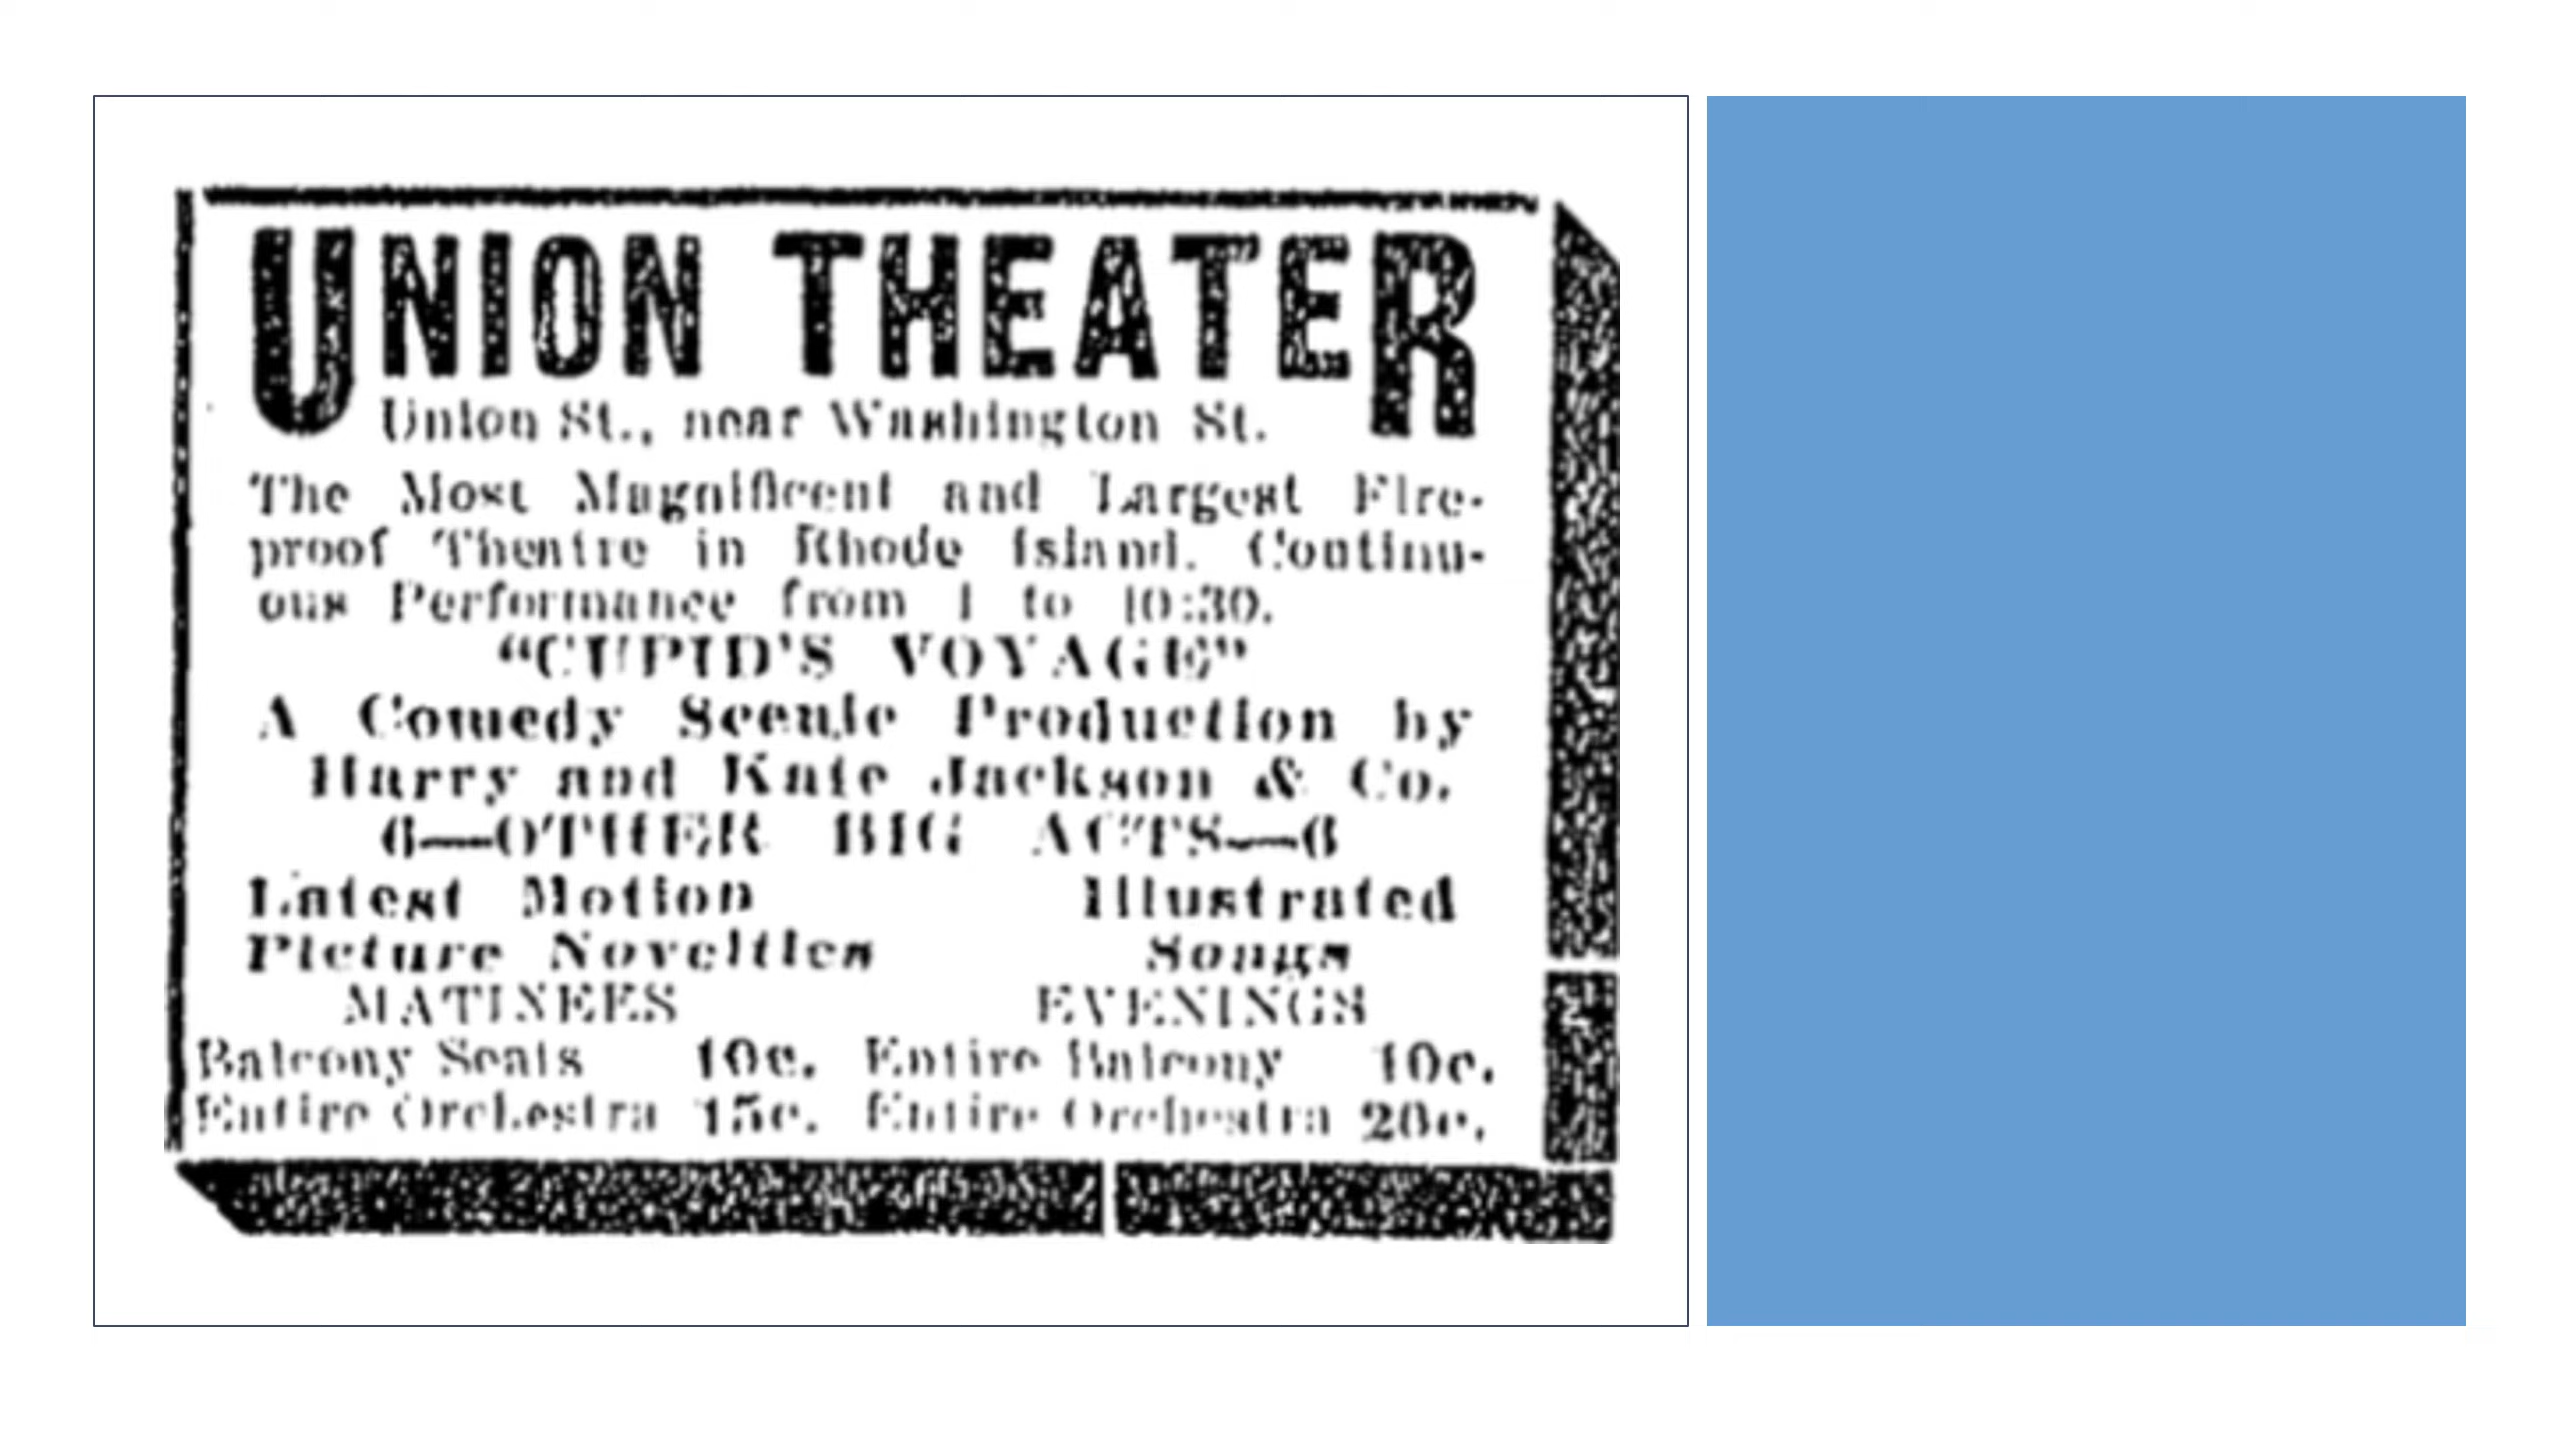 UNION THEATER
Union St., near Washington St.
The Most Magnificent and Largest Fire-
proof Theatre in Rhode Island. Continu-
ous Performance from 1 to 10:30.
“CUPID'S VOYAGE”
A Comedy Scenic Production by
Harry and Kate Jackson & Co.
6—OTHER BIG ACTS—6
Latest Motion Illustrated
Picture Novelties Songs
MATINEES EVENINGS
Balcony Seats 10c. Entire Balcony 10c.
Entire Orchestra 15c. Entire Orchestra 20c.